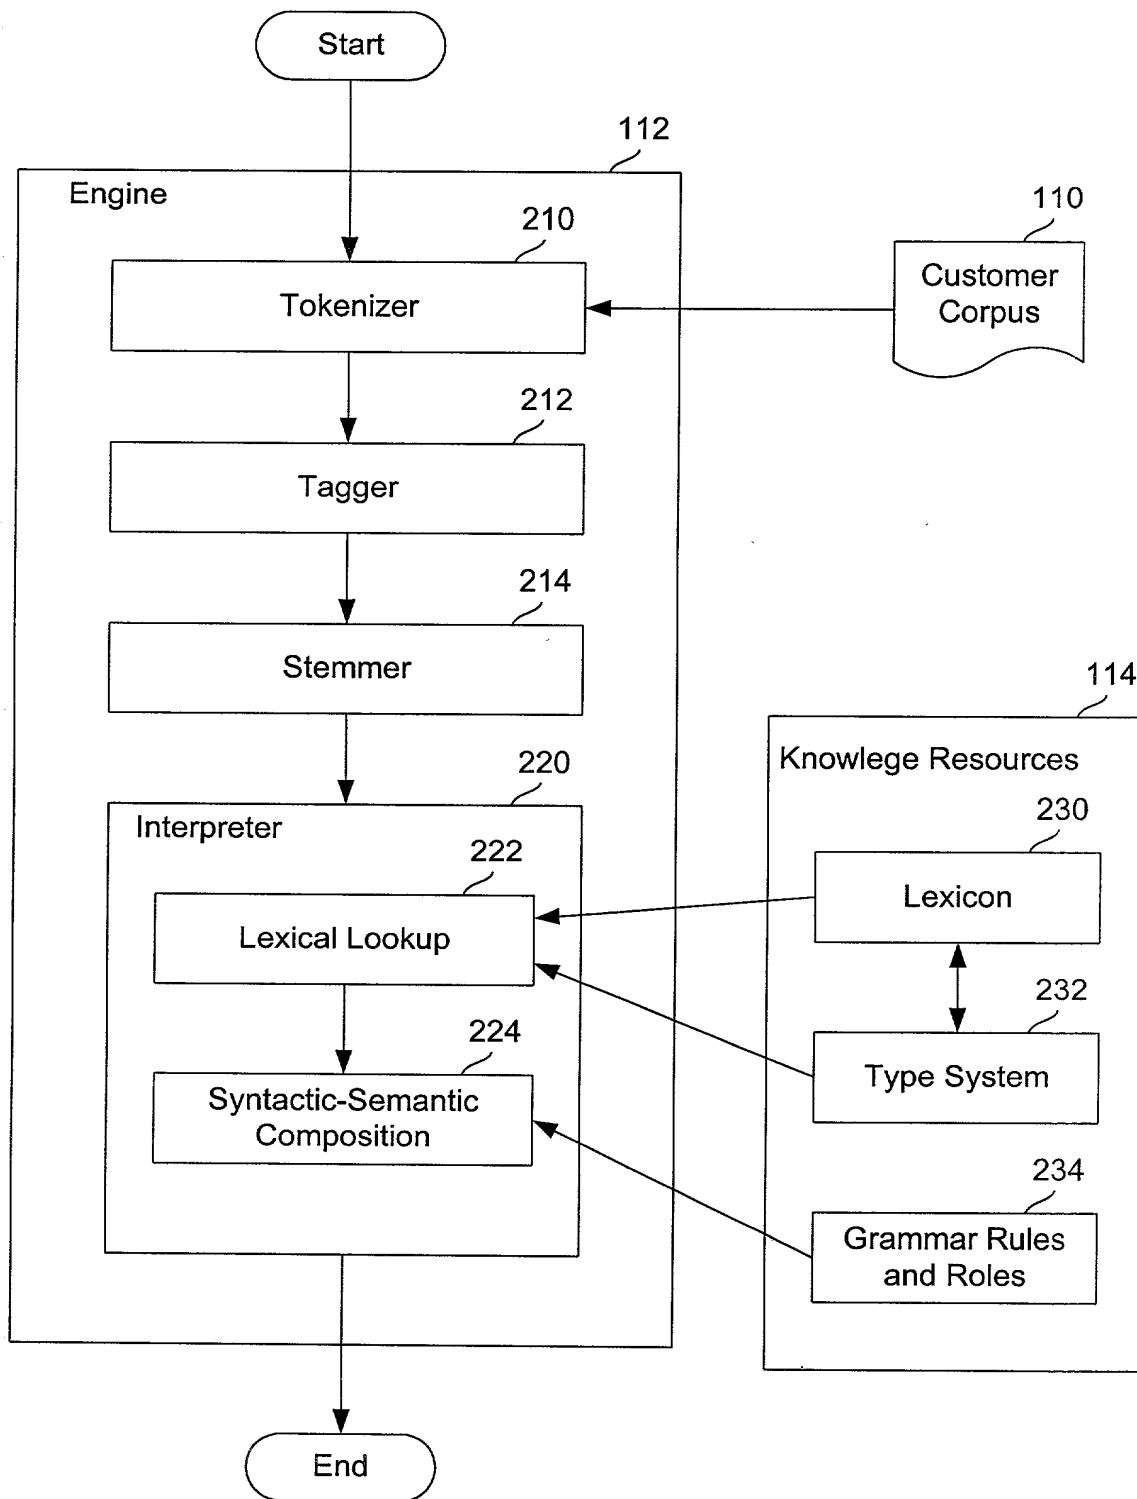 Start
112
Engine
210
110
Tokenizer
Customer
Corpus
212
Tagger
214
Stemmer
114
220
Knowlege Resources
Interpreter
230
222
Lexicon
Lexical Lookup
232
224
Type System
Syntactic-Semantic
Composition
234
Grammar Rules
and Roles
End